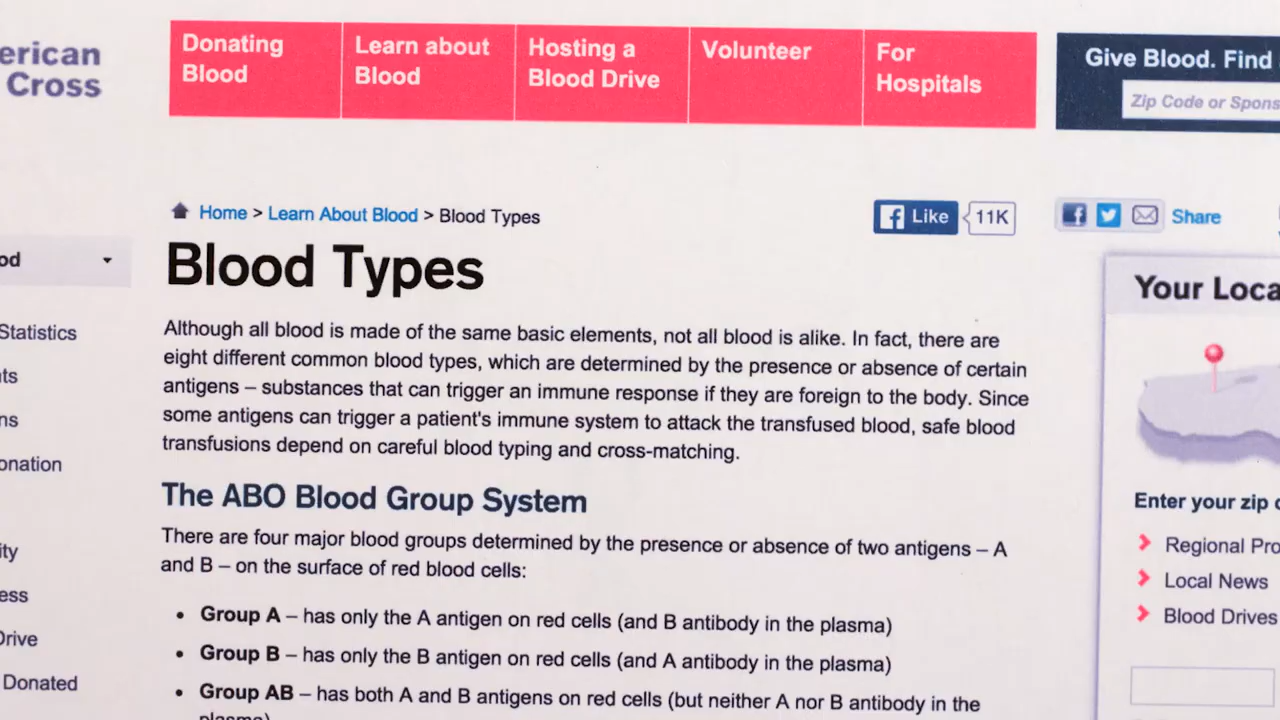 erican
Cross
Donating
Blood
Learn about
Blood
Hosting a
Blood Drive
Volunteer
For
Hospitals
Give Blood. Find
Zip Code or Spons
Home > Learn About Blood > Blood Types
Like
11K
Share
od
Blood Types
Although all blood is made of the same basic elements, not all blood is alike. In fact, there are
eight different common blood types, which are determined by the presence or absence of certain
antigens – substances that can trigger an immune response if they are foreign to the body. Since
some antigens can trigger a patient's immune system to attack the transfused blood, safe blood
transfusions depend on careful blood typing and cross-matching.
The ABO Blood Group System
There are four major blood groups determined by the presence or absence of two antigens – A
and B – on the surface of red blood cells:
• Group A – has only the A antigen on red cells (and B antibody in the plasma)
• Group B – has only the B antigen on red cells (and A antibody in the plasma)
• Group AB – has both A and B antigens on red cells (but neither A nor B antibody in the
plasma)
Statistics
ts
ns
onation
ity
ess
Drive
Donated
Your Loca
Enter your zip c
Regional Pro
Local News
Blood Drives